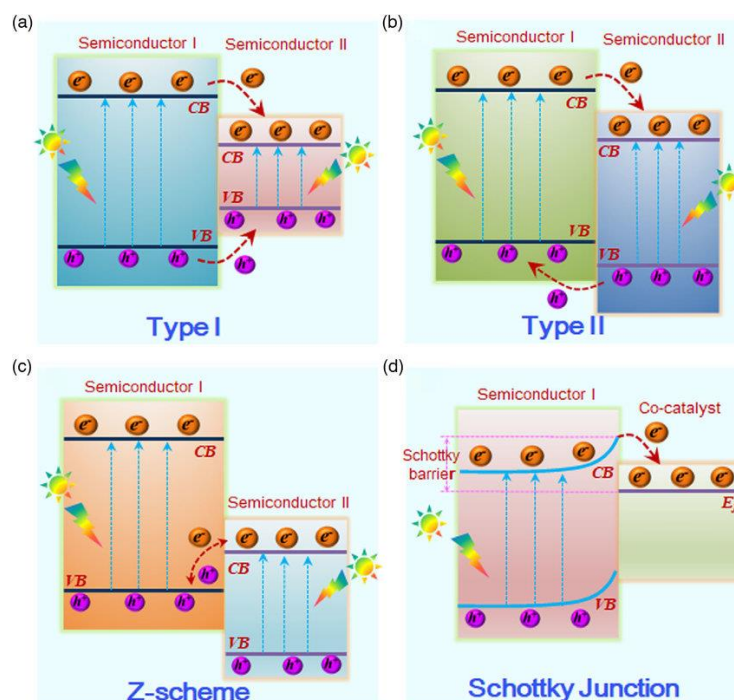 (a)
Semiconductor I
Semiconductor II
e-
e-
e-
e-
CB
e-
e-
e-
CB
VB
h+
h+
h+
VB
h+
h+
h+
h+
Type I
(b)
Semiconductor I
Semiconductor II
e-
e-
e-
e-
CB
e-
e-
e-
CB
VB
h+
h+
h+
VB
h+
h+
h+
h+
Type II
(c)
Semiconductor I
e-
e-
e-
CB
Semiconductor II
e-
e-
e-
e-
CB
h+
VB
h+
h+
h+
VB
h+
h+
h+
Z-scheme
(d)
Semiconductor I
Co-catalyst
e-
Schottky
barrier
e-
e-
e-
CB
e-
e-
e-
VB
h+
h+
h+
Schottky Junction